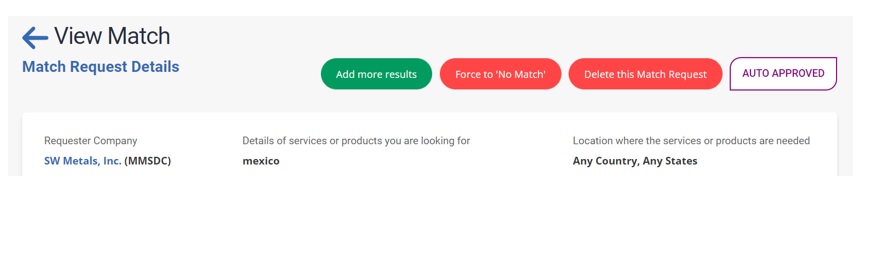 View Match
Match Request Details
Add more results
Force to 'No Match'
Delete this Match Request
AUTO APPROVED
Requester Company
SW Metals, Inc. (MMSDC)
Details of services or products you are looking for
mexico
Location where the services or products are needed
Any Country, Any States